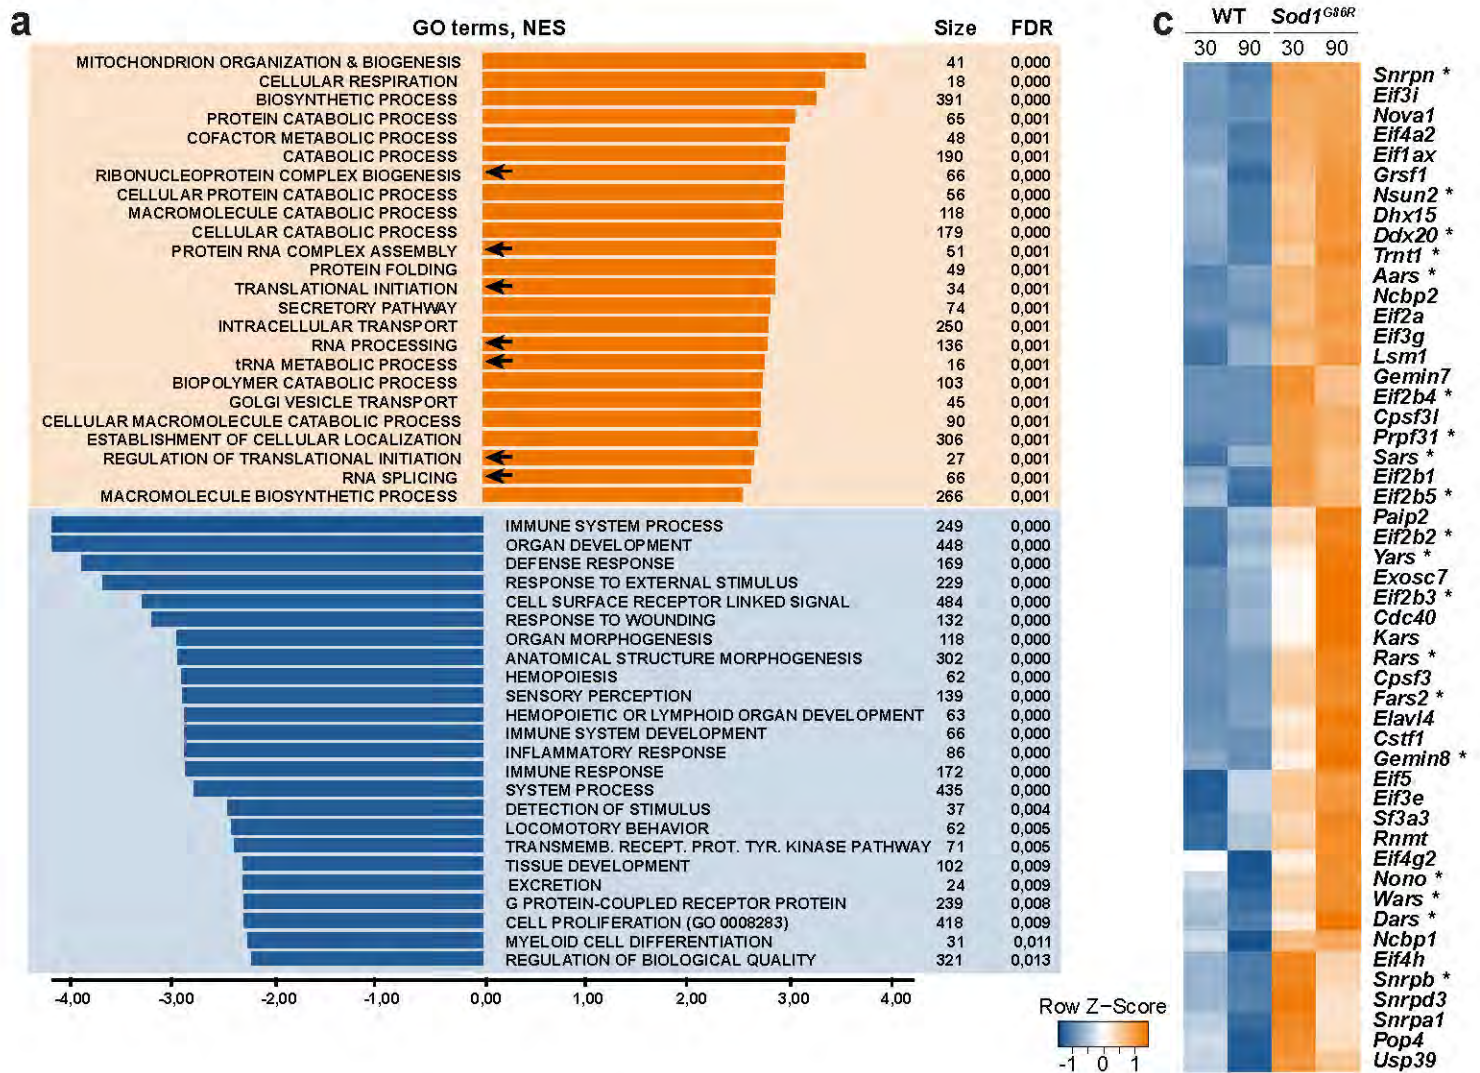 a
GO terms, NES Size FDR
MITOCHONDRION ORGANIZATION & BIOGENESIS 41 0,000
CELLULAR RESPIRATION 18 0,000
BIOSYNTHETIC PROCESS 391 0,000
PROTEIN CATABOLIC PROCESS 65 0,001
COFACTOR METABOLIC PROCESS 48 0,001
CATABOLIC PROCESS 190 0,001
RIBONUCLEOPROTEIN COMPLEX BIOGENESIS 66 0,000
CELLULAR PROTEIN CATABOLIC PROCESS 56 0,000
MACROMOLECULE CATABOLIC PROCESS 118 0,000
CELLULAR CATABOLIC PROCESS 179 0,000
PROTEIN RNA COMPLEX ASSEMBLY 51 0,001
PROTEIN FOLDING 49 0,001
TRANSLATIONAL INITIATION 34 0,001
SECRETORY PATHWAY 74 0,001
INTRACELLULAR TRANSPORT 250 0,001
RNA PROCESSING 136 0,001
tRNA METABOLIC PROCESS 16 0,001
BIOPOLYMER CATABOLIC PROCESS 103 0,001
GOLGI VESICLE TRANSPORT 45 0,001
CELLULAR MACROMOLECULE CATABOLIC PROCESS 90 0,001
ESTABLISHMENT OF CELLULAR LOCALIZATION 306 0,001
REGULATION OF TRANSLATIONAL INITIATION 27 0,001
RNA SPLICING 66 0,001
MACROMOLECULE BIOSYNTHETIC PROCESS 266 0,001
IMMUNE SYSTEM PROCESS 249 0,000
ORGAN DEVELOPMENT 448 0,000
DEFENSE RESPONSE 169 0,000
RESPONSE TO EXTERNAL STIMULUS 229 0,000
CELL SURFACE RECEPTOR LINKED SIGNAL 484 0,000
RESPONSE TO WOUNDING 132 0,000
ORGAN MORPHOGENESIS 118 0,000
ANATOMICAL STRUCTURE MORPHOGENESIS 302 0,000
HEMOPOIESIS 62 0,000
SENSORY PERCEPTION 139 0,000
HEMOPOIETIC OR LYMPHOID ORGAN DEVELOPMENT 63 0,000
IMMUNE SYSTEM DEVELOPMENT 66 0,000
INFLAMMATORY RESPONSE 86 0,000
IMMUNE RESPONSE 172 0,000
SYSTEM PROCESS 435 0,000
DETECTION OF STIMULUS 37 0,004
LOCOMOTORY BEHAVIOR 62 0,005
TRANSMEMB. RECEPT. PROT. TYR. KINASE PATHWAY 71 0,005
TISSUE DEVELOPMENT 102 0,009
EXCRETION 24 0,009
G PROTEIN-COUPLED RECEPTOR PROTEIN 239 0,008
CELL PROLIFERATION (GO 0008283) 418 0,009
MYELOID CELL DIFFERENTIATION 31 0,011
REGULATION OF BIOLOGICAL QUALITY 321 0,013
-4,00 -3,00 -2,00 -1,00 0,00 1,00 2,00 3,00 4,00
c
WT Sod1G86R
30 90 30 90
Snrpn *
Eif3i
Nova1
Eif4a2
Eif1ax
Grsf1
Nsun2 *
Dhx15
Ddx20 *
Trnt1 *
Aars *
Ncbp2
Eif2a
Eif3g
Lsm1
Gemin7
Eif2b4 *
Cpsf3l
Prpf31 *
Sars *
Eif2b1
Eif2b5 *
Paip2
Eif2b2 *
Yars *
Exosc7
Eif2b3 *
Cdc40
Kars
Rars *
Cpsf3
Fars2 *
Elavl4
Cstf1
Gemin8 *
Eif5
Eif3e
Sf3a3
Rnmt
Eif4g2
Nono *
Wars *
Dars *
Ncbp1
Eif4h
Snrpb *
Snrpd3
Snrpa1
Pop4
Usp39
Row Z-Score
-1 0 1